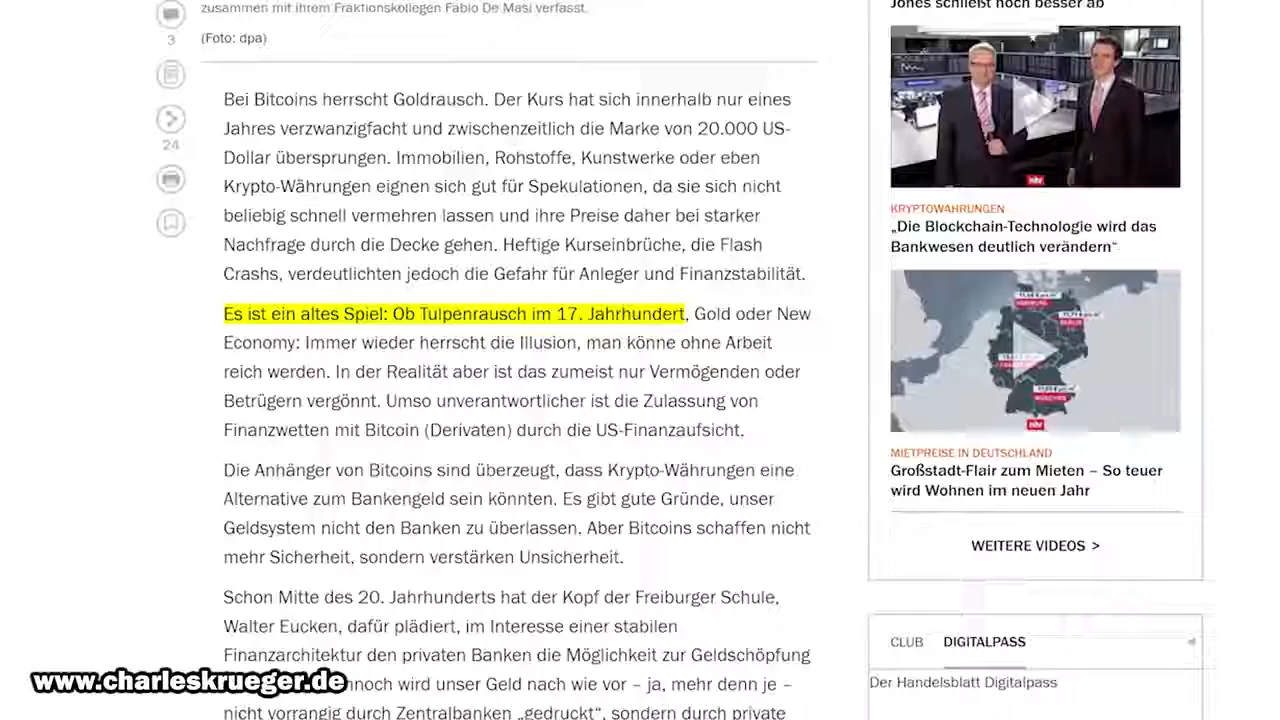 zusammen mit ihrem Fraktionskollegen Fabio De Masi verfasst.
(Foto: dpa)
3
24
Bei Bitcoins herrscht Goldrausch. Der Kurs hat sich innerhalb nur eines
Jahres verzwanzigfacht und zwischenzeitlich die Marke von 20.000 US-
Dollar übersprungen. Immobilien, Rohstoffe, Kunstwerke oder eben
Krypto-Währungen eignen sich gut für Spekulationen, da sie sich nicht
beliebig schnell vermehren lassen und ihre Preise daher bei starker
Nachfrage durch die Decke gehen. Heftige Kurseinbrüche, die Flash
Crashs, verdeutlichten jedoch die Gefahr für Anleger und Finanzstabilität.
Es ist ein altes Spiel: Ob Tulpenrausch im 17. Jahrhundert, Gold oder New
Economy: Immer wieder herrscht die Illusion, man könne ohne Arbeit
reich werden. In der Realität aber ist das zumeist nur Vermögenden oder
Betrügern vergönnt. Umso unverantwortlicher ist die Zulassung von
Finanzwetten mit Bitcoin (Derivaten) durch die US-Finanzaufsicht.
Die Anhänger von Bitcoins sind überzeugt, dass Krypto-Währungen eine
Alternative zum Bankengeld sein könnten. Es gibt gute Gründe, unser
Geldsystem nicht den Banken zu überlassen. Aber Bitcoins schaffen nicht
mehr Sicherheit, sondern verstärken Unsicherheit.
Schon Mitte des 20. Jahrhunderts hat der Kopf der Freiburger Schule,
Walter Eucken, dafür plädiert, im Interesse einer stabilen
Finanzarchitektur den privaten Banken die Möglichkeit zur Geldschöpfung
nnoch wird unser Geld nach wie vor – ja, mehr denn je –
nicht vorrangig durch Zentralbanken „gedruckt“, sondern durch private
www.charleskrueger.de
Jones schließt noch besser ab
ntv
KRYPTOWÄHRUNGEN
„Die Blockchain-Technologie wird das
Bankwesen deutlich verändern“
HAMBURG
BERLIN
MÜNCHEN
ntv
MIETPREISE IN DEUTSCHLAND
Großstadt-Flair zum Mieten – So teuer
wird Wohnen im neuen Jahr
WEITERE VIDEOS >
CLUB DIGITALPASS
Der Handelsblatt Digitalpass